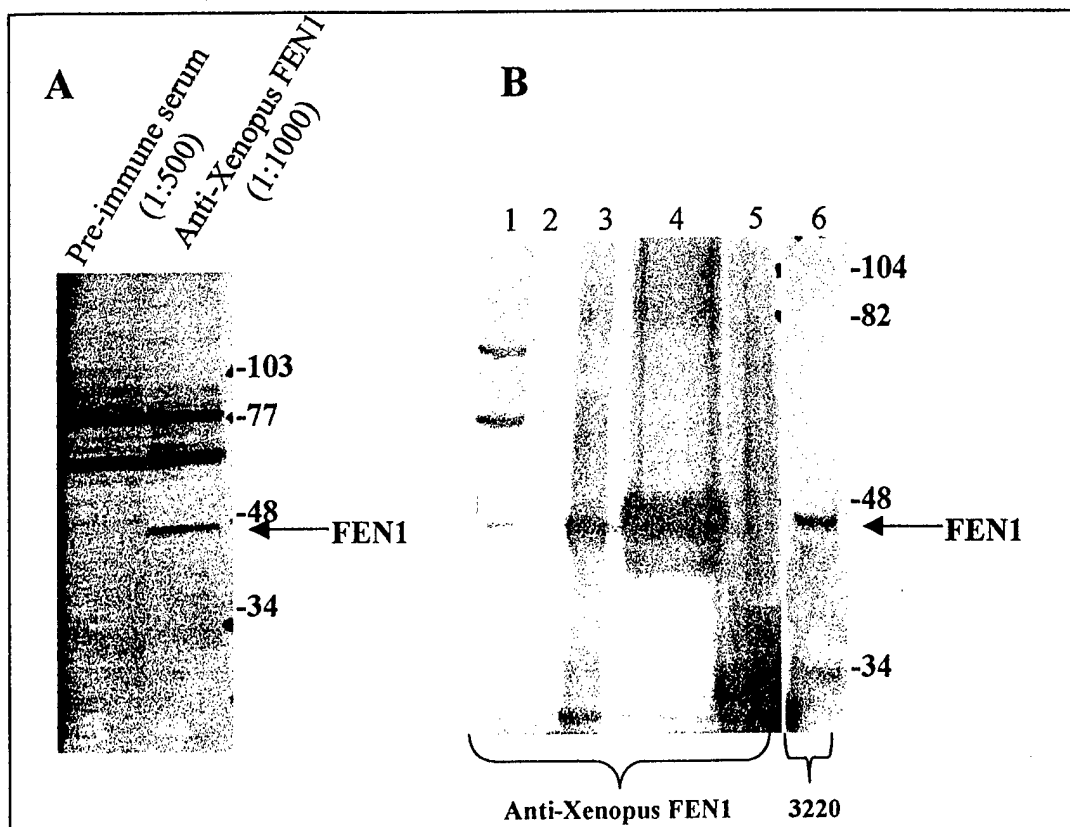 A
Pre-immune serum
(1:500)
Anti-Xenopus FEN1
(1:1000)
-103
-77
-48
FEN1
-34
B
1 2 3 4 5 6
-104
-82
-48
FEN1
-34
Anti-Xenopus FEN1
3220